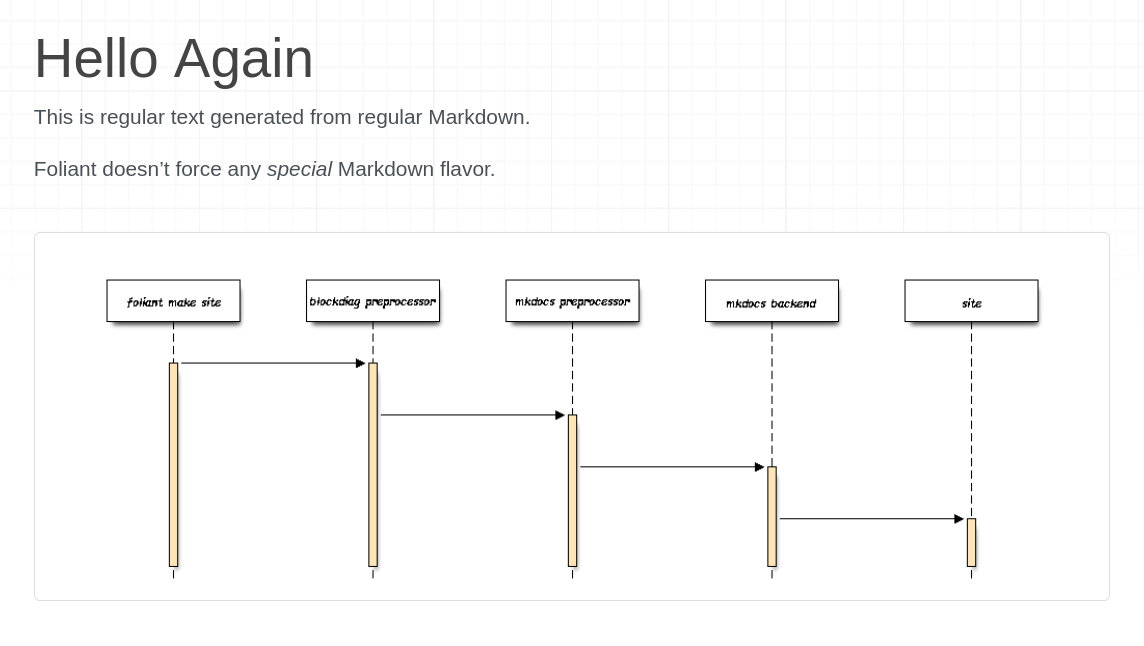 Hello Again
This is regular text generated from regular Markdown.
Foliant doesn’t force any special Markdown flavor.
foliant make site
blockdiag preprocessor
mkdocs preprocessor
mkdocs backend
site